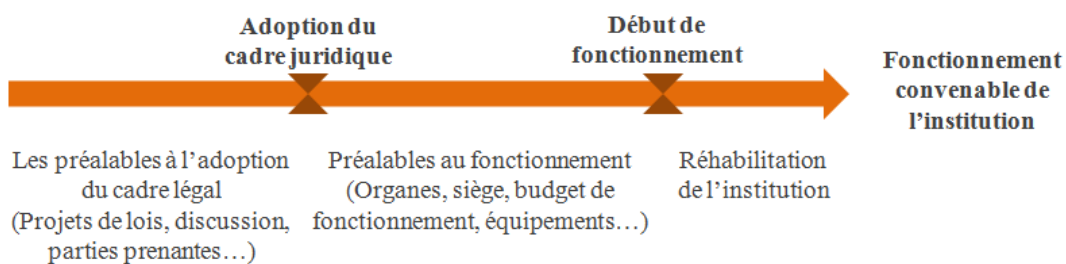 Adoption du
cadre juridique
Début de
fonctionnement
Fonctionnement
convenable de
l’institution
Les préalables à l’adoption
du cadre légal
(Projets de lois, discussion,
parties prenantes…)
Préalables au fonctionnement
(Organes, siège, budget de
fonctionnement, équipements…)
Réhabilitation
de l’institution